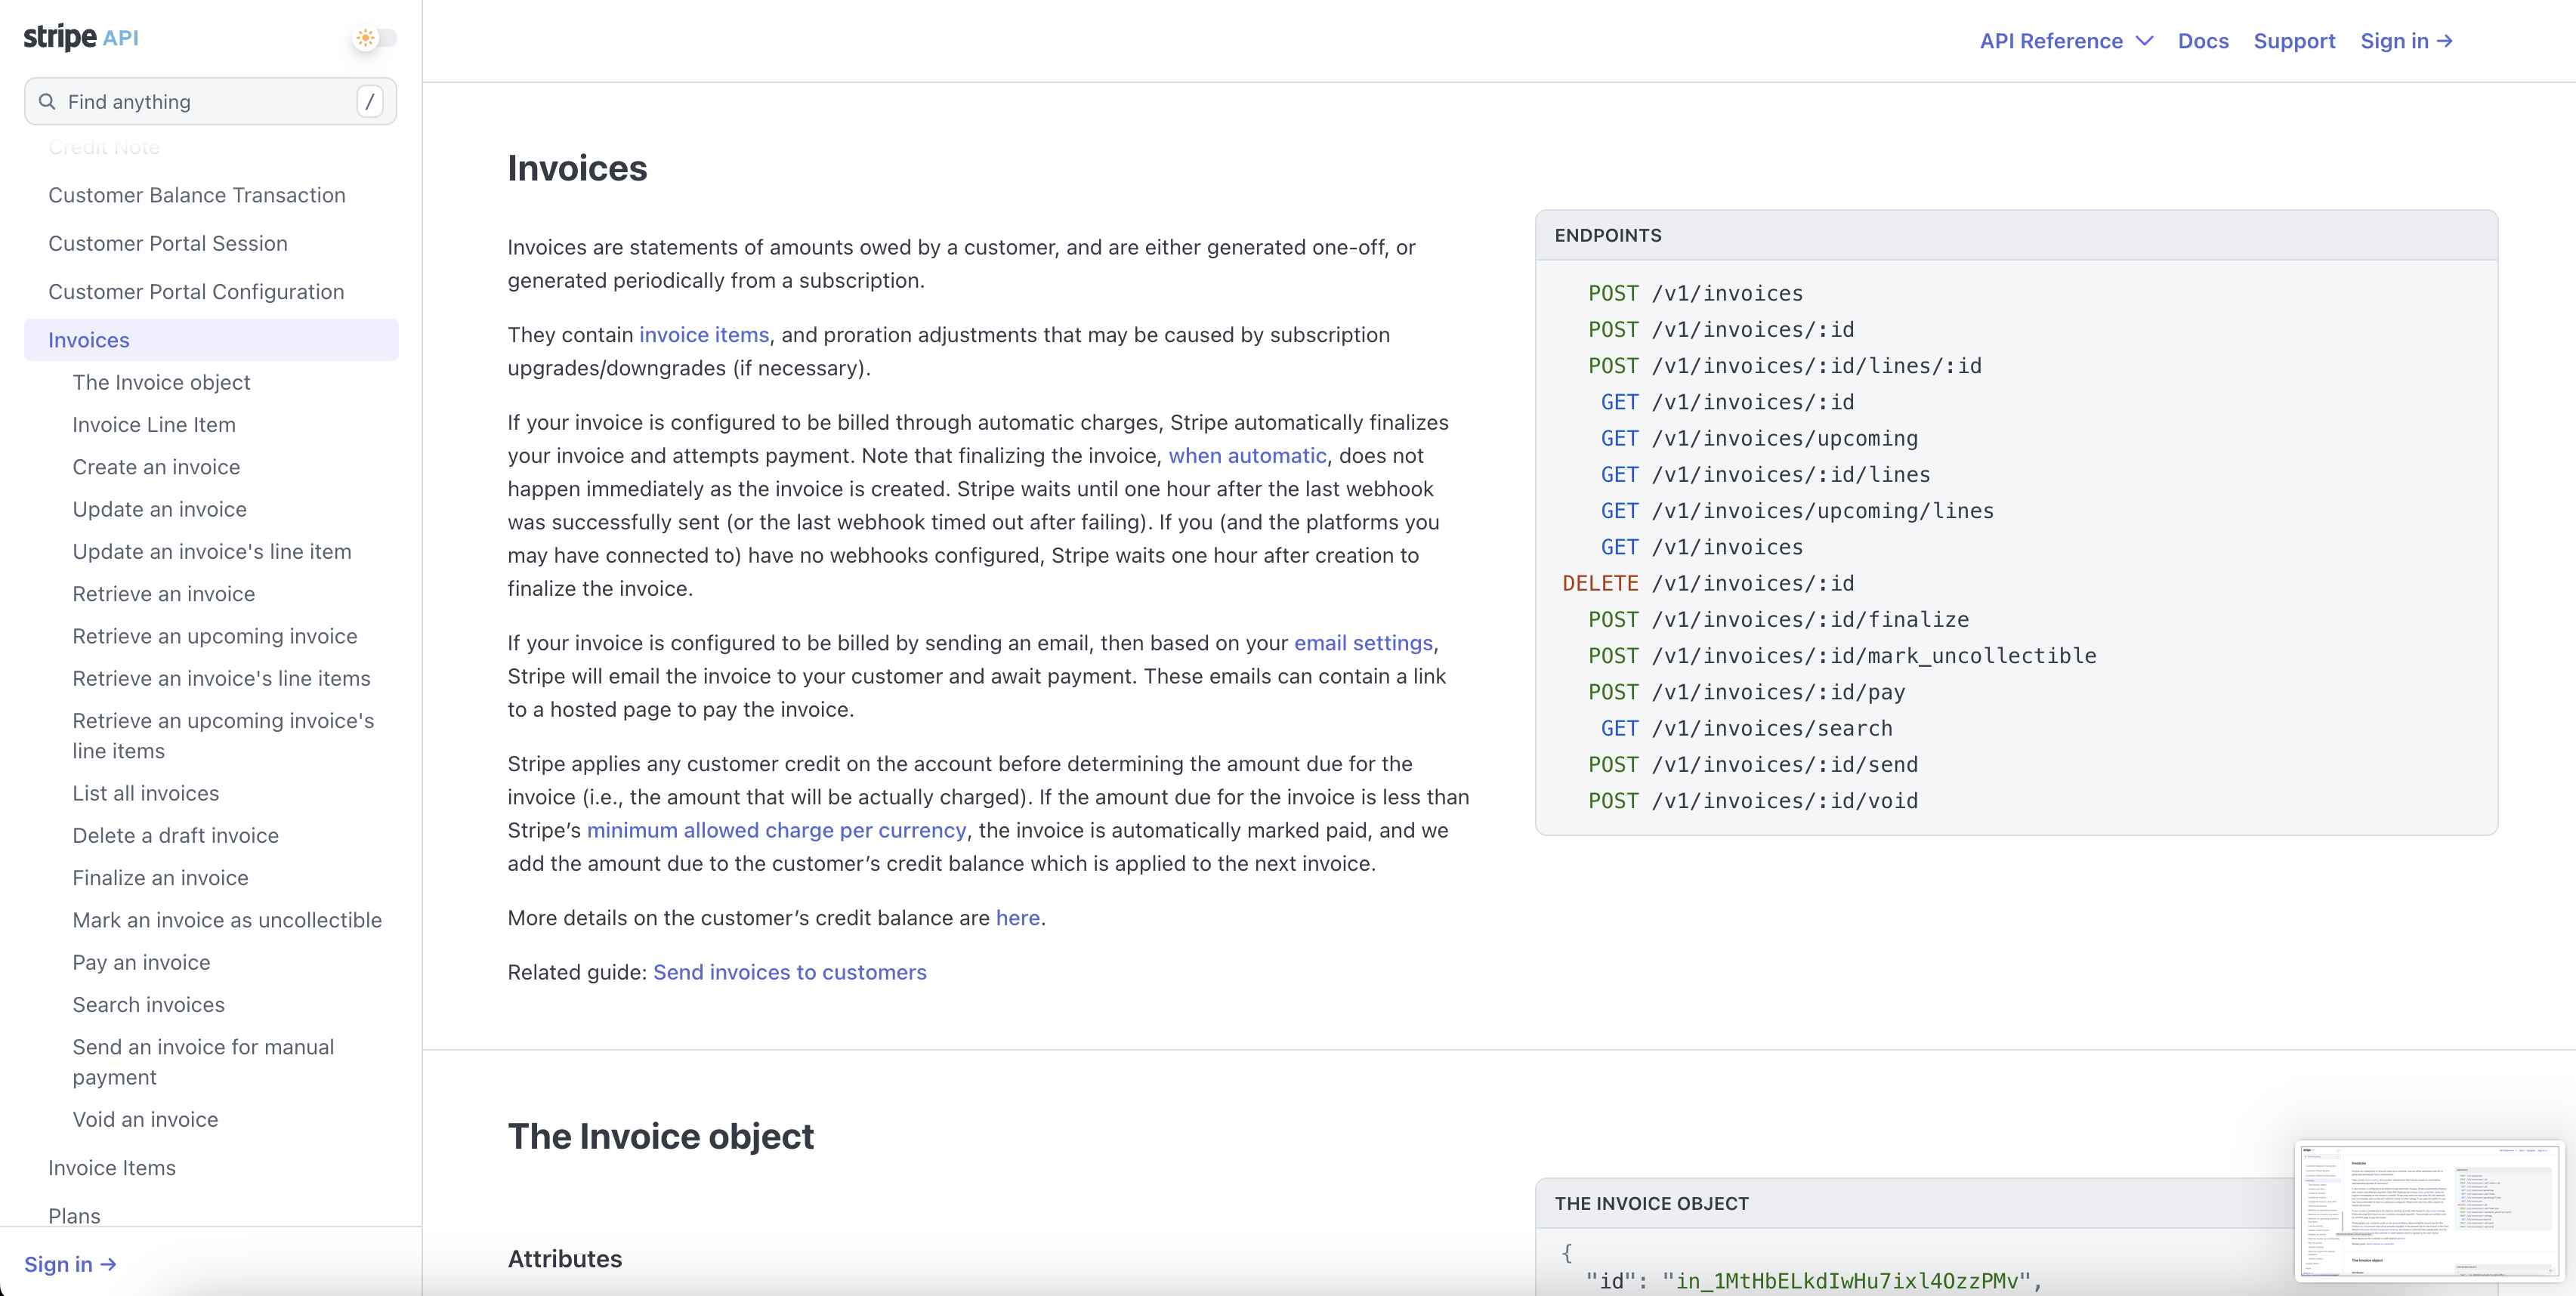 stripe API
Find anything
/
Credit Note
Customer Balance Transaction
Customer Portal Session
Customer Portal Configuration
Invoices
The Invoice object
Invoice Line Item
Create an invoice
Update an invoice
Update an invoice's line item
Retrieve an invoice
Retrieve an upcoming invoice
Retrieve an invoice's line items
Retrieve an upcoming invoice's
line items
List all invoices
Delete a draft invoice
Finalize an invoice
Mark an invoice as uncollectible
Pay an invoice
Search invoices
Send an invoice for manual
payment
Void an invoice
Invoice Items
Plans
Sign in →
API Reference Docs Support Sign in →
Invoices
Invoices are statements of amounts owed by a customer, and are either generated one-off, or
generated periodically from a subscription.
They contain invoice items, and proration adjustments that may be caused by subscription
upgrades/downgrades (if necessary).
If your invoice is configured to be billed through automatic charges, Stripe automatically finalizes
your invoice and attempts payment. Note that finalizing the invoice, when automatic, does not
happen immediately as the invoice is created. Stripe waits until one hour after the last webhook
was successfully sent (or the last webhook timed out after failing). If you (and the platforms you
may have connected to) have no webhooks configured, Stripe waits one hour after creation to
finalize the invoice.
If your invoice is configured to be billed by sending an email, then based on your email settings,
Stripe will email the invoice to your customer and await payment. These emails can contain a link
to a hosted page to pay the invoice.
Stripe applies any customer credit on the account before determining the amount due for the
invoice (i.e., the amount that will be actually charged). If the amount due for the invoice is less than
Stripe’s minimum allowed charge per currency, the invoice is automatically marked paid, and we
add the amount due to the customer’s credit balance which is applied to the next invoice.
More details on the customer’s credit balance are here.
Related guide: Send invoices to customers
ENDPOINTS
POST /v1/invoices
POST /v1/invoices/:id
POST /v1/invoices/:id/lines/:id
GET /v1/invoices/:id
GET /v1/invoices/upcoming
GET /v1/invoices/:id/lines
GET /v1/invoices/upcoming/lines
GET /v1/invoices
DELETE /v1/invoices/:id
POST /v1/invoices/:id/finalize
POST /v1/invoices/:id/mark_uncollectible
POST /v1/invoices/:id/pay
GET /v1/invoices/search
POST /v1/invoices/:id/send
POST /v1/invoices/:id/void
The Invoice object
Attributes
THE INVOICE OBJECT
{
"id": "in_1MtHbELkdIwHu7ixl4OzzPMv",